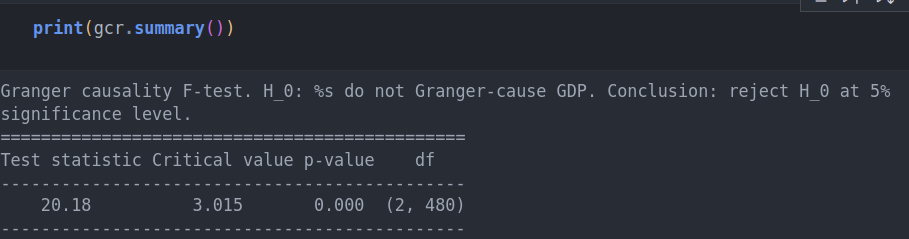 print(gcr.summary())
Granger causality F-test. H_0: %s do not Granger-cause GDP. Conclusion: reject H_0 at 5%
significance level.
==============================================
Test statistic Critical value p-value    df
----------------------------------------------
    20.18          3.015       0.000  (2, 480)
----------------------------------------------